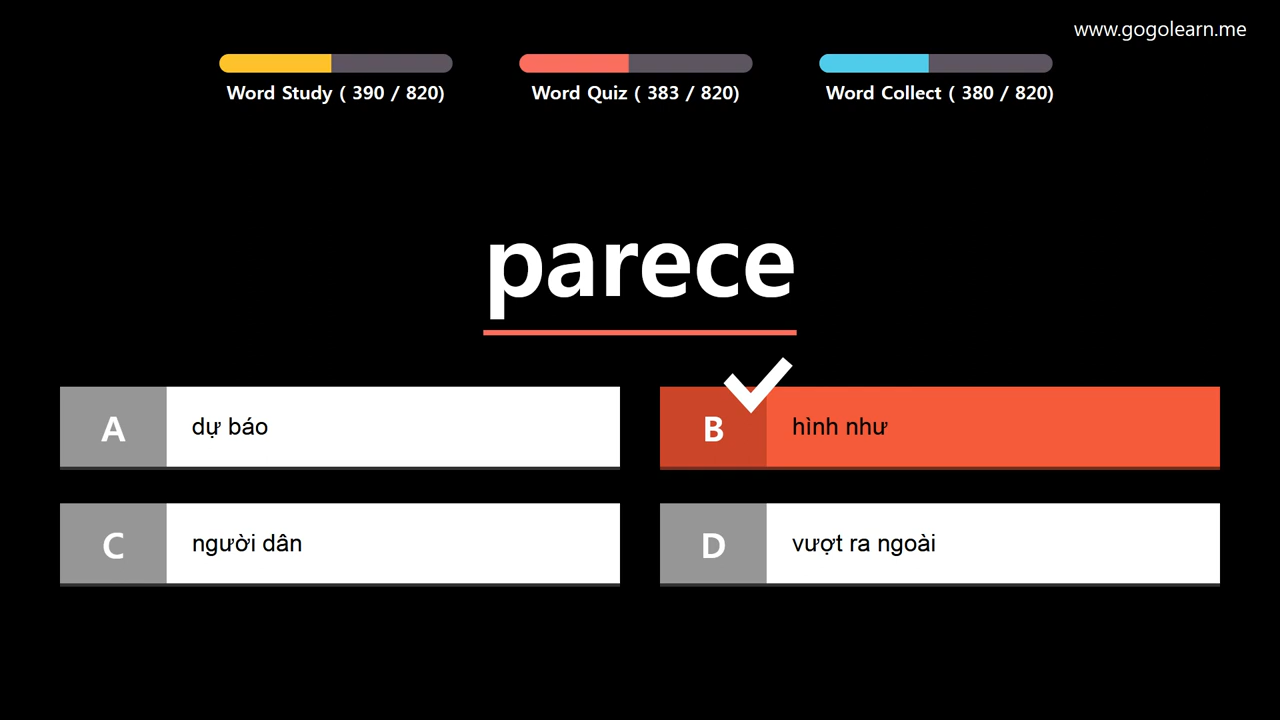 www.gogolearn.me
Word Study ( 390 / 820)
Word Quiz ( 383 / 820)
Word Collect ( 380 / 820)
parece
A
dự báo
B
hình như
C
người dân
D
vượt ra ngoài